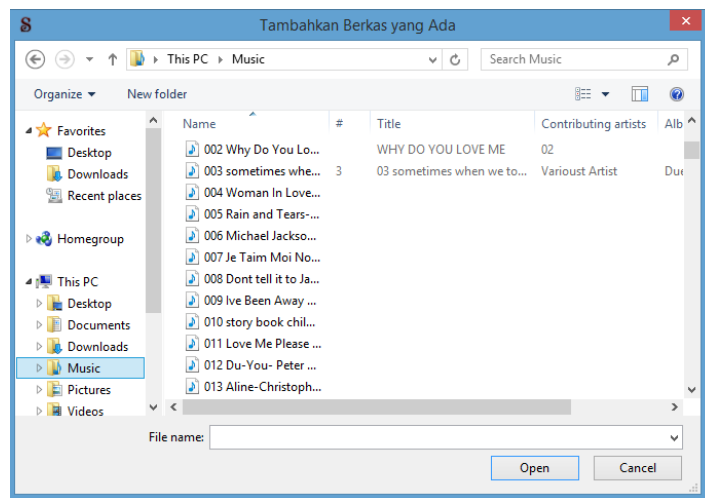 S Tambahkan Berkas yang Ada
This PC Music Search Music
Organize New folder
Name # Title Contributing artists Alb
002 Why Do You Lo... WHY DO YOU LOVE ME 02
003 sometimes whe... 3 03 sometimes when we to... Varioust Artist Due
004 Woman In Love...
005 Rain and Tears-...
006 Michael Jackso...
007 Je Taim Moi No...
008 Dont tell it to Ja...
009 Ive Been Away ...
010 story book chil...
011 Love Me Please ...
012 Du-You- Peter ...
013 Aline-Christoph...
Favorites
Desktop
Downloads
Recent places
Homegroup
This PC
Desktop
Documents
Downloads
Music
Pictures
Videos
File name:
Open Cancel